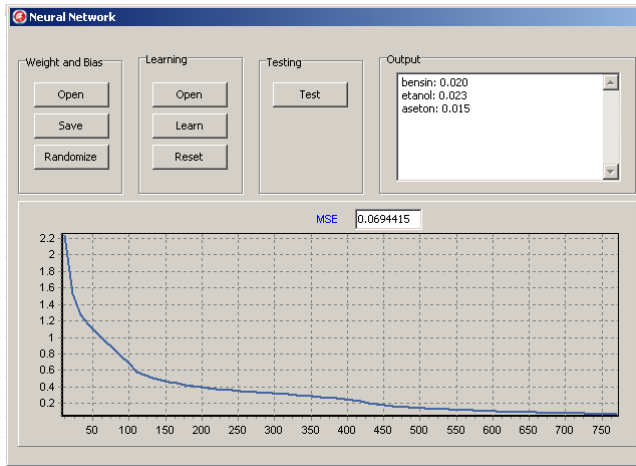 Neural Network
Weight and Bias
Open
Save
Randomize
Learning
Open
Learn
Reset
Testing
Test
Output
bensin: 0.020
etanol: 0.023
aseton: 0.015
MSE 0.0694415
2.2
2
1.8
1.6
1.4
1.2
1
0.8
0.6
0.4
0.2
50 100 150 200 250 300 350 400 450 500 550 600 650 700 750